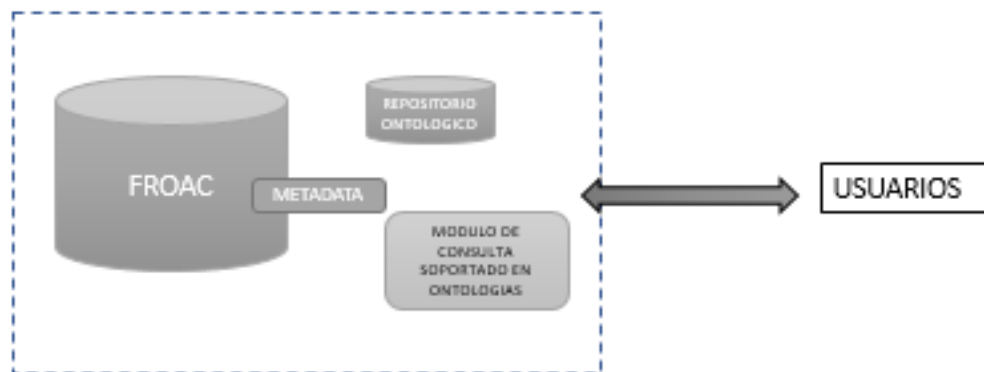 REPOSITORIO
ONTOLOGICO
FROAC
METADATA
USUARIOS
MODULO DE
CONSULTA
SOPORTADO EN
ONTOLOGIAS